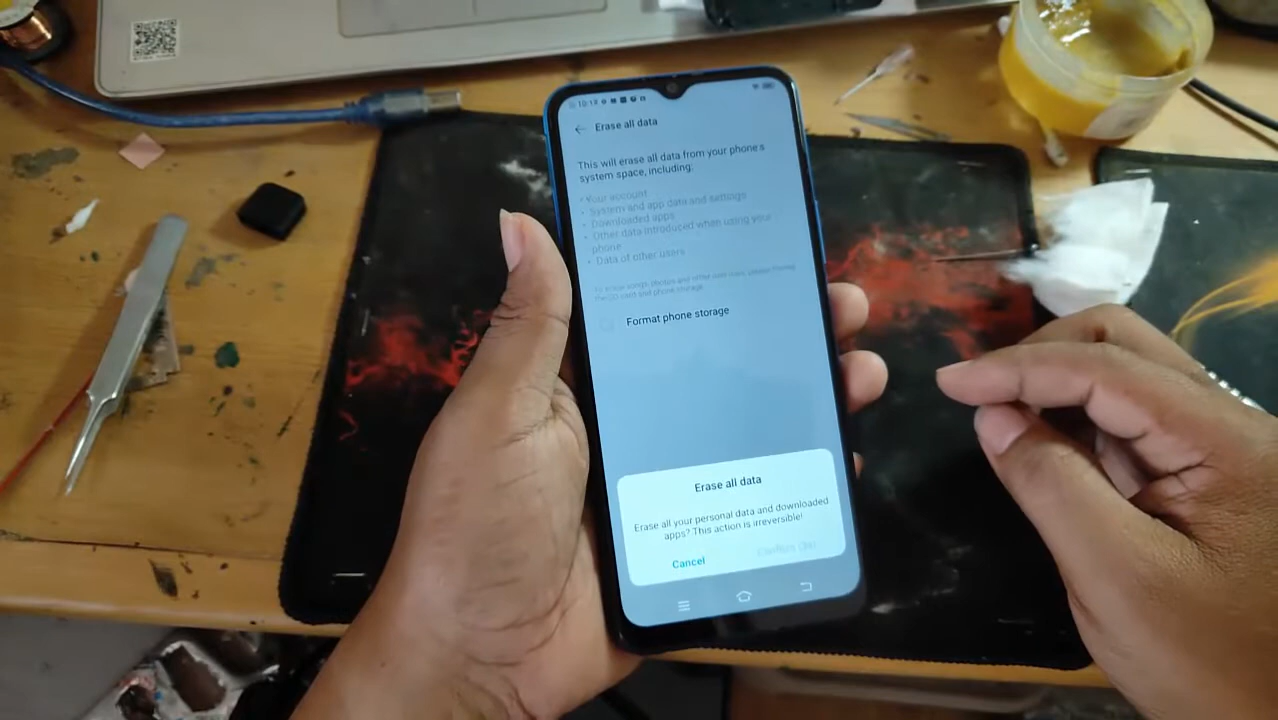 10:13
Erase all data
This will erase all data from your phone's
system space, including:
• Your account
• System and app data and settings
• Downloaded apps
• Other data introduced when using your
phone
• Data of other users
Format phone storage
Erase all data
Erase all your personal data and downloaded
apps? This action is irreversible!
Cancel